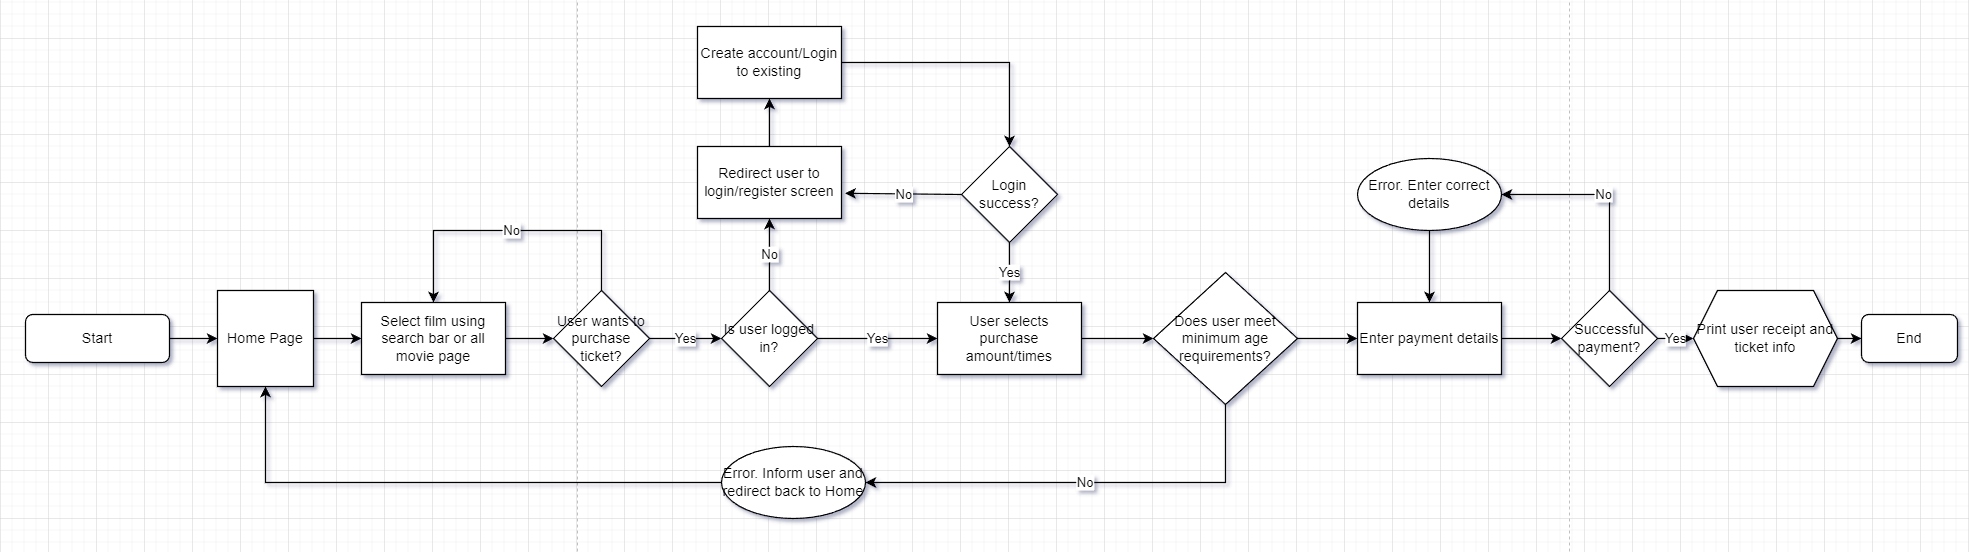 Create account/Login
to existing
Redirect user to
login/register screen
No
Login
success?
Error. Enter correct
details
No
No
No
Yes
Start
Home Page
Select film using
search bar or all
movie page
User wants to
purchase
ticket?
Yes
Is user logged
in?
Yes
User selects
purchase
amount/times
Does user meet
minimum age
requirements?
Enter payment details
Successful
payment?
Yes
Print user receipt and
ticket info
End
Error. Inform user and
redirect back to Home
No